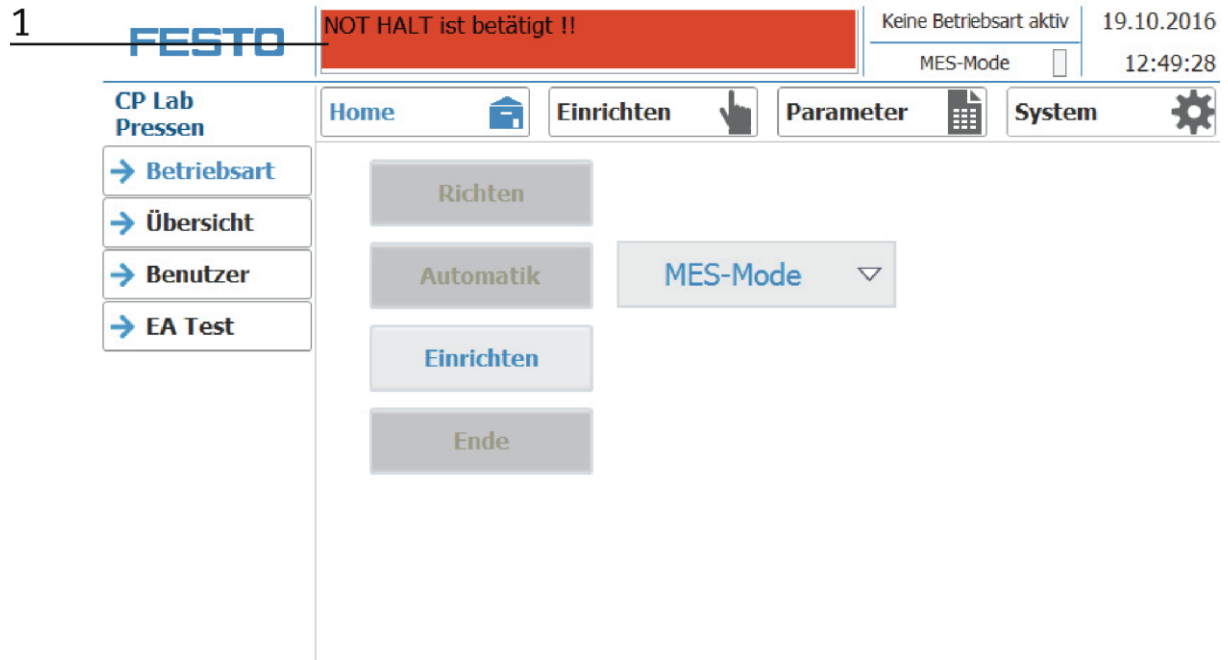 1
FESTO
NOT HALT ist betätigt !!
Keine Betriebsart aktiv
19.10.2016
MES-Mode
12:49:28
CP Lab
Pressen
Home
Einrichten
Parameter
System
Betriebsart
Übersicht
Benutzer
EA Test
Richten
Automatik
MES-Mode
Einrichten
Ende